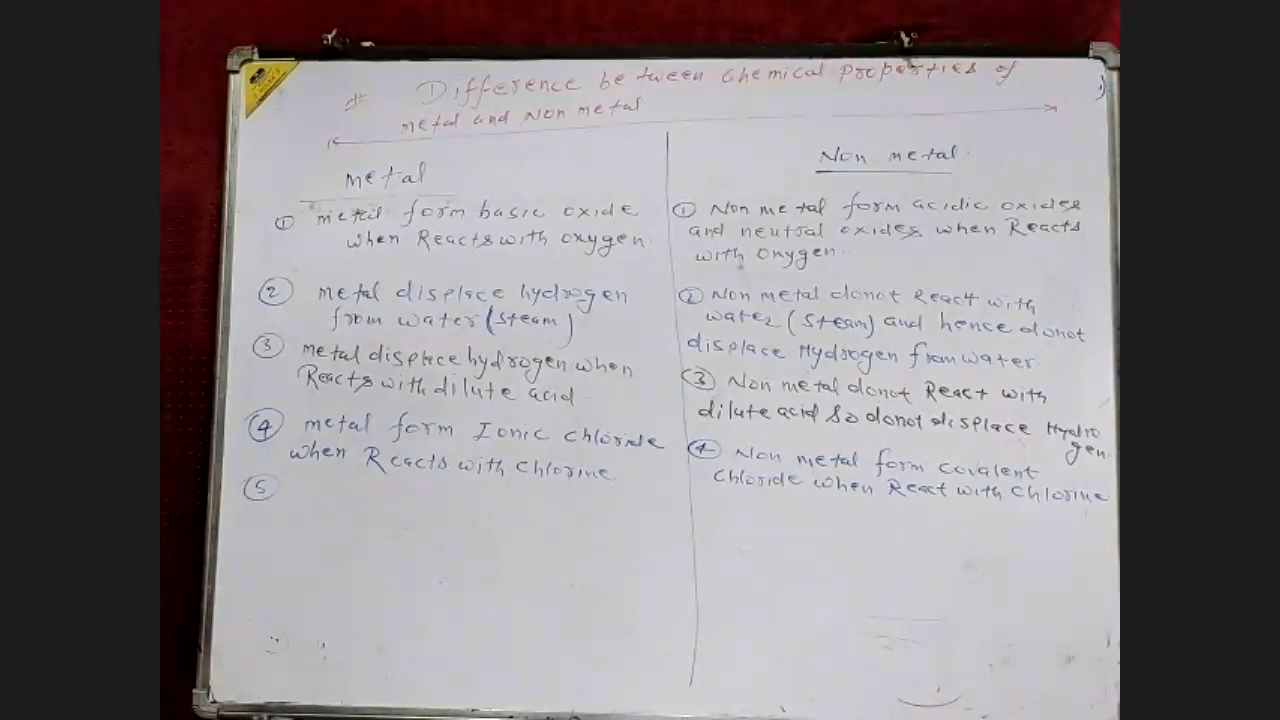 # Difference between chemical properties of
metal and Non metal
metal
① metal form basic oxide
when Reacts with oxygen.
② metal displace hydrogen
from water (steam)
③ metal displace hydrogen when
Reacts with dilute acid
④ metal form Ionic chloride
when Reacts with chlorine
⑤
Non metal.
① Non metal form acidic oxides
and neutral oxides when Reacts
with oxygen.
② Non metal donot React with
water (steam) and hence donot
displace Hydrogen from water.
③ Non metal donot React with
dilute acid so donot displace Hydro
gen
④ Non metal form covalent
chloride when React with chlorine